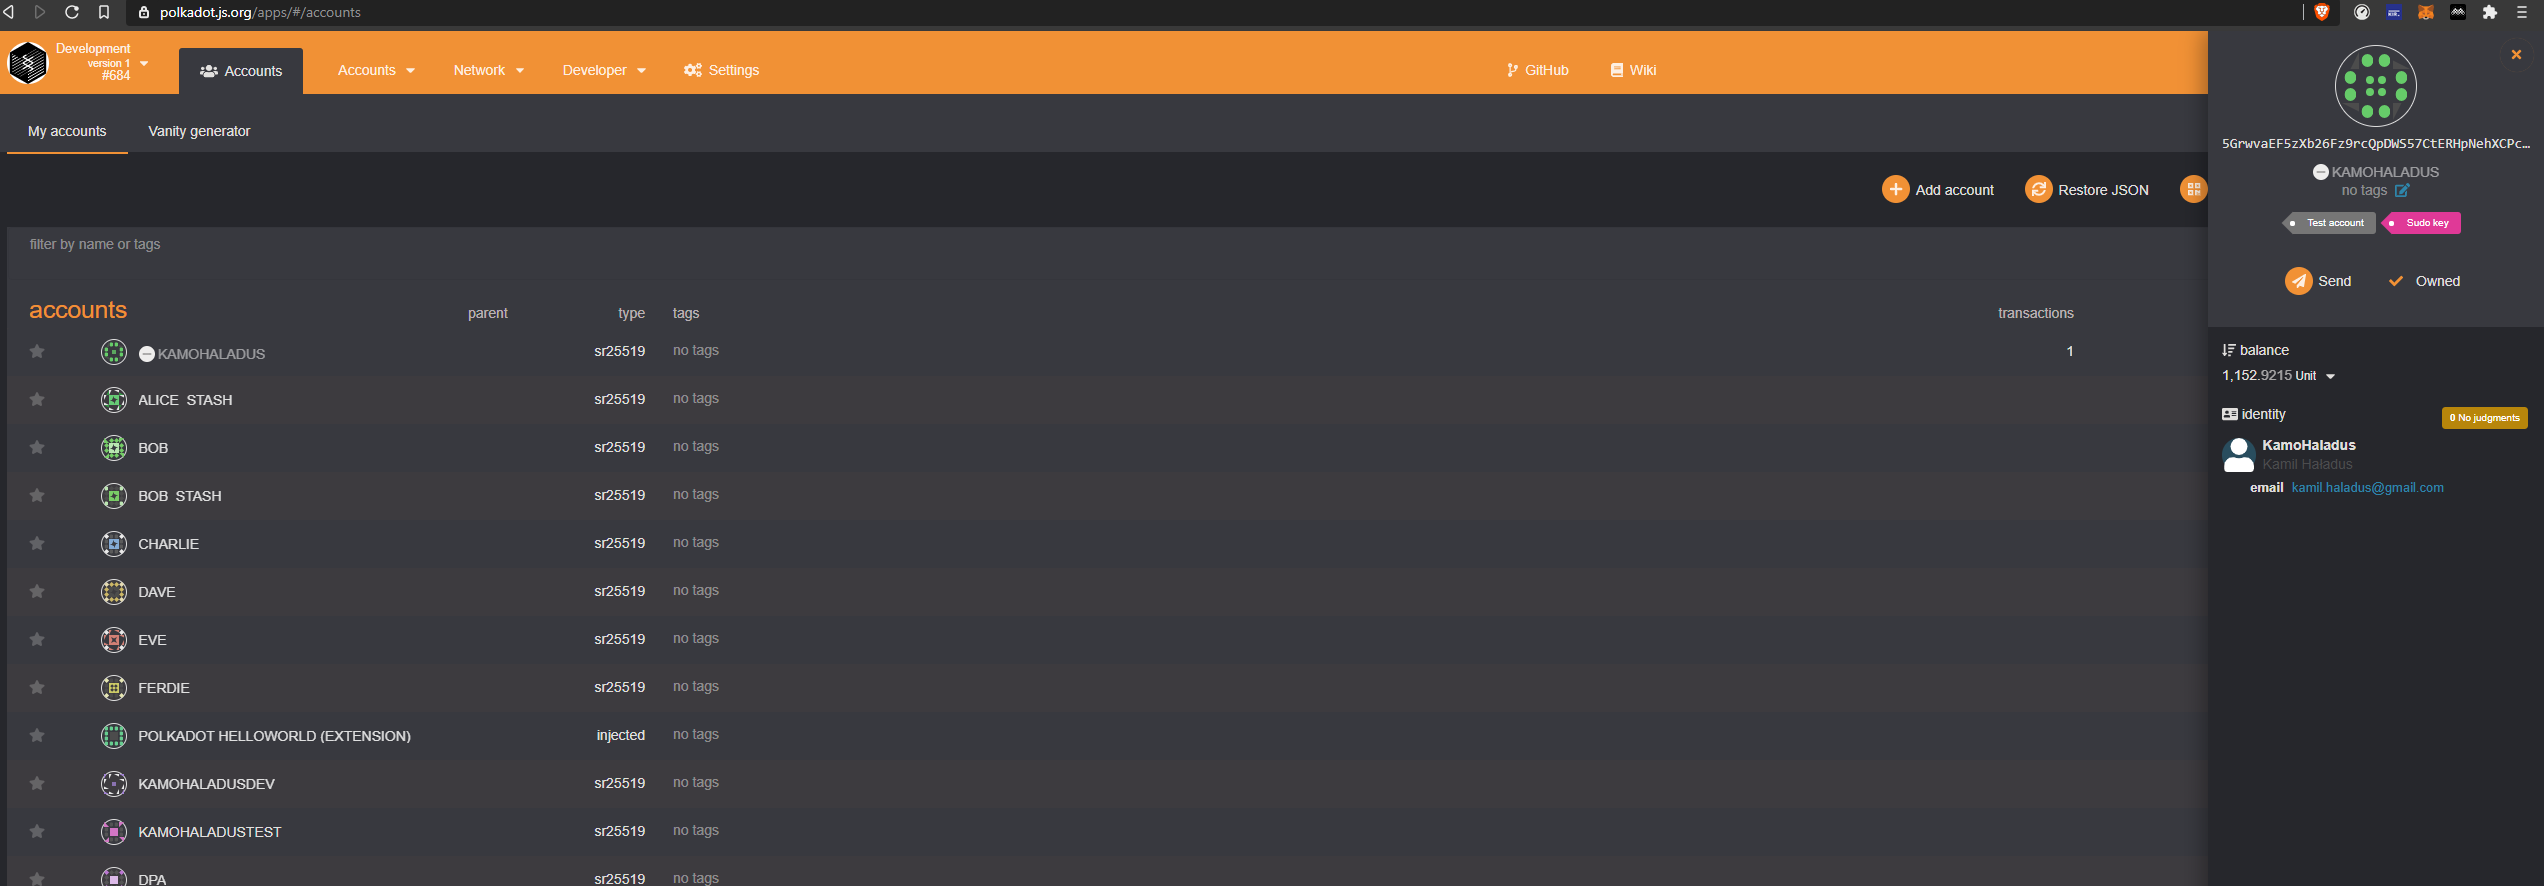 polkadot.js.org/apps/#/accounts
Development
version 1
#684
Accounts
Accounts
Network
Developer
Settings
GitHub
Wiki
My accounts
Vanity generator
Add account
Restore JSON
filter by name or tags
accounts parent type tags transactions
KAMOHALADUS sr25519 no tags 1
ALICE STASH sr25519 no tags
BOB sr25519 no tags
BOB STASH sr25519 no tags
CHARLIE sr25519 no tags
DAVE sr25519 no tags
EVE sr25519 no tags
FERDIE sr25519 no tags
POLKADOT HELLOWORLD (EXTENSION) injected no tags
KAMOHALADUSDEV sr25519 no tags
KAMOHALADUSTEST sr25519 no tags
DPA sr25519 no tags
5GrwvaEF5zXb26Fz9rcQpDWS57CtERHpNehXCPc…
KAMOHALADUS
no tags
Test account
Sudo key
Send
Owned
balance
1,152.9215 Unit
identity
0 No judgments
KamoHaladus
Kamil Haladus
email kamil.haladus@gmail.com